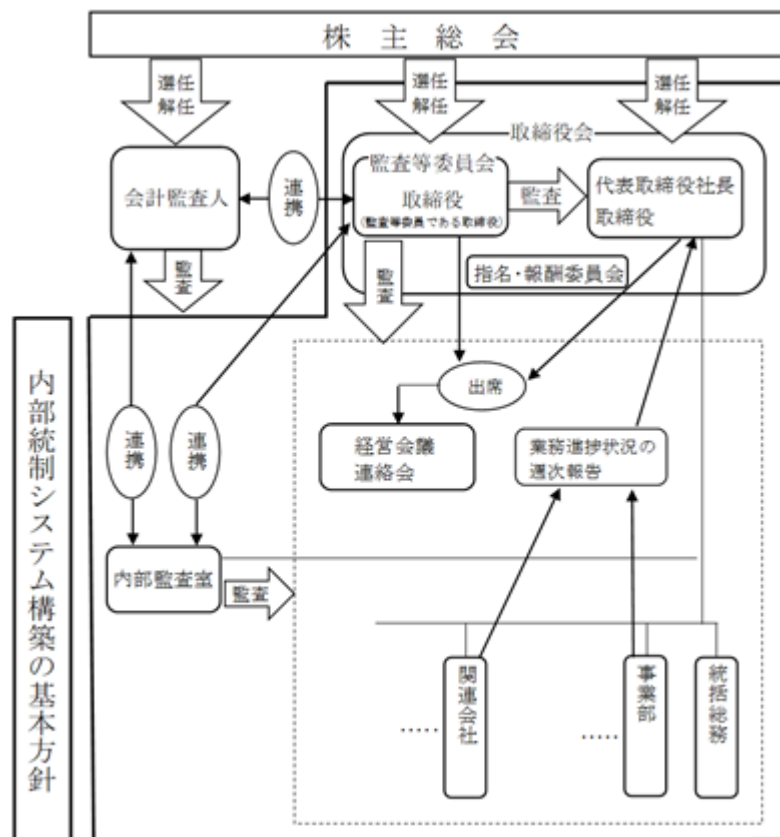 株主総会
選任
解任
選任
解任
選任
解任
取締役会
会計監査人
連携
監査等委員会
取締役
(監査等委員である取締役)
監査
代表取締役社長
取締役
監査
監査
指名・報酬委員会
出席
経営会議
連絡会
業務進捗状況の
週次報告
連携
連携
内部監査室
監査
内部統制システム構築の基本方針
関連会社
.....
事業部
.....
統括総務